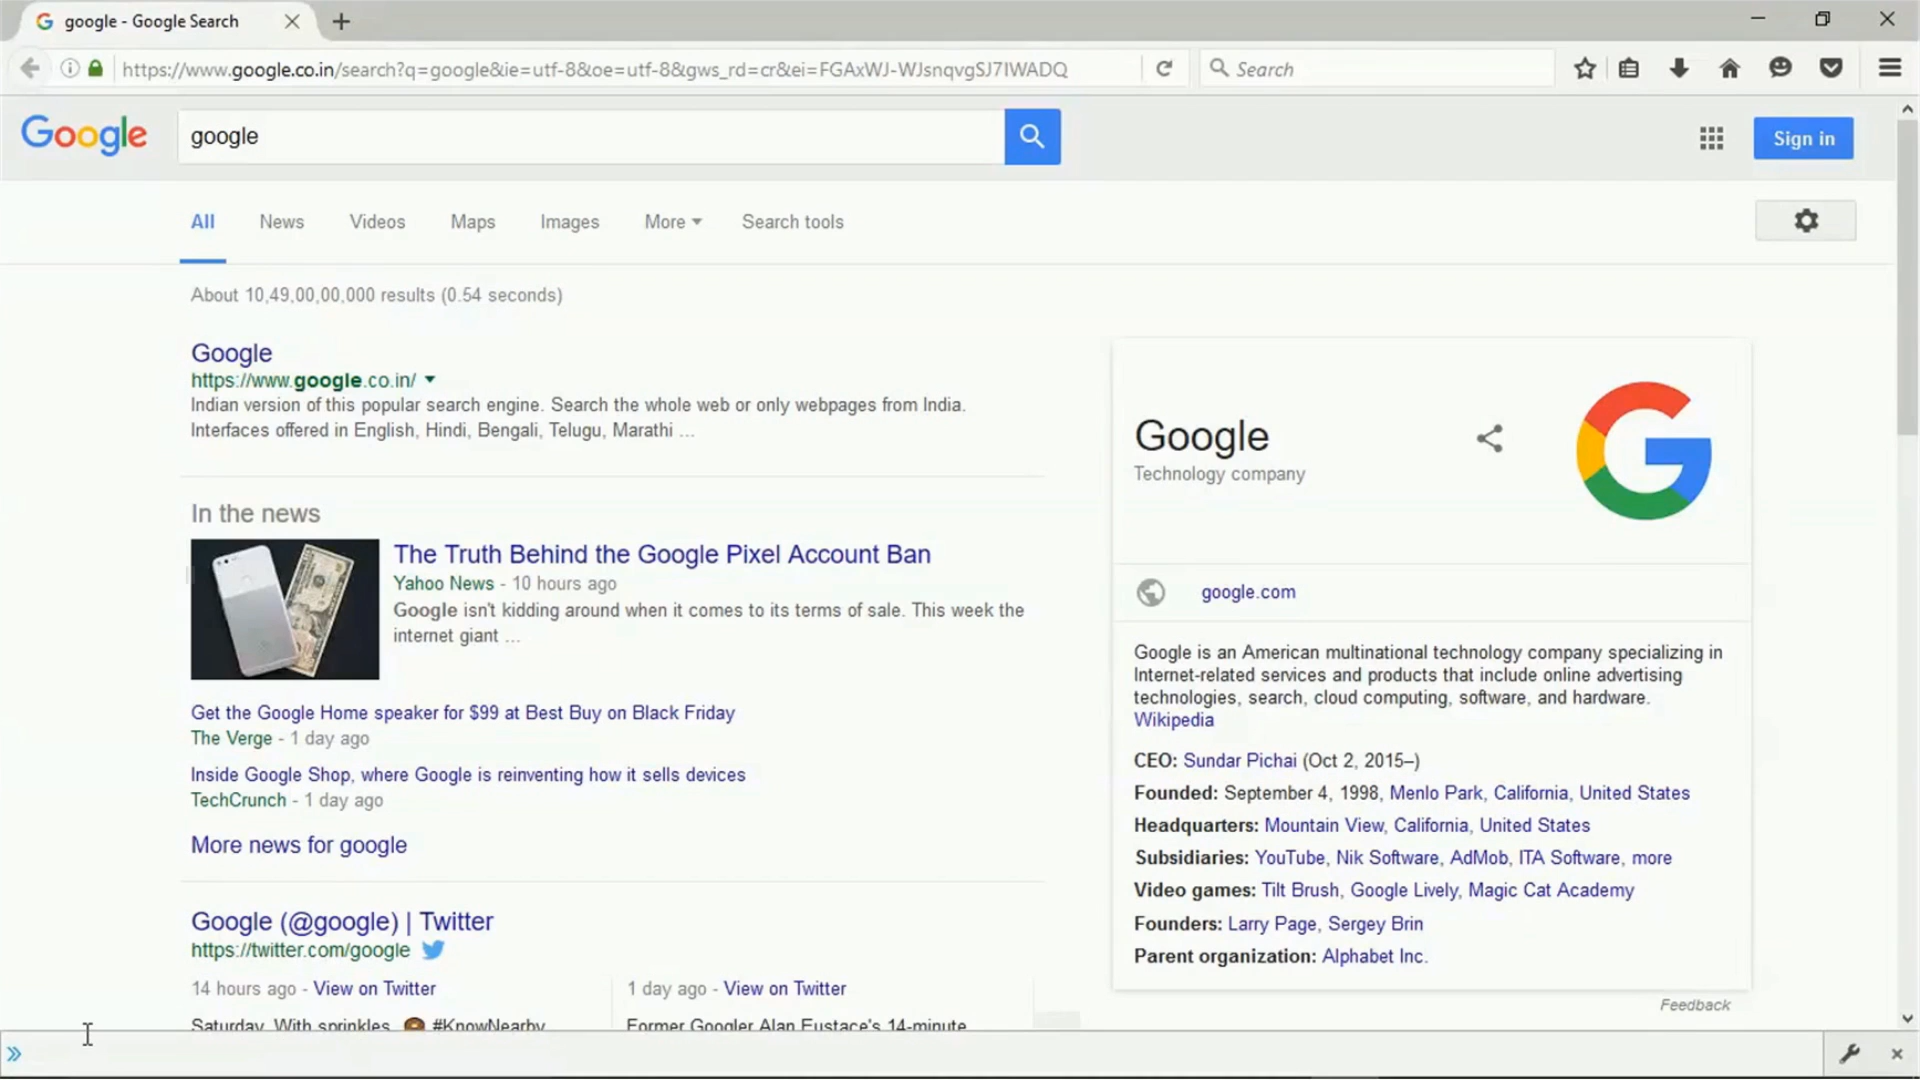 google - Google Search
https://www.google.co.in/search?q=google&ie=utf-8&oe=utf-8&gws_rd=cr&ei=FGAxWJ-WJsnqvgSJ7IWADQ
Search
Google
google
Sign in
All
News
Videos
Maps
Images
More
Search tools
About 10,49,00,00,000 results (0.54 seconds)
Google
https://www.google.co.in/
Indian version of this popular search engine. Search the whole web or only webpages from India.
Interfaces offered in English, Hindi, Bengali, Telugu, Marathi ...
In the news
The Truth Behind the Google Pixel Account Ban
Yahoo News - 10 hours ago
Google isn't kidding around when it comes to its terms of sale. This week the
internet giant ...
Get the Google Home speaker for $99 at Best Buy on Black Friday
The Verge - 1 day ago
Inside Google Shop, where Google is reinventing how it sells devices
TechCrunch - 1 day ago
More news for google
Google (@google) | Twitter
https://twitter.com/google
14 hours ago - View on Twitter
Saturday. With sprinkles. #KnowNearby
1 day ago - View on Twitter
Former Googler Alan Eustace's 14-minute
Google
Technology company
google.com
Google is an American multinational technology company specializing in
Internet-related services and products that include online advertising
technologies, search, cloud computing, software, and hardware.
Wikipedia
CEO: Sundar Pichai (Oct 2, 2015–)
Founded: September 4, 1998, Menlo Park, California, United States
Headquarters: Mountain View, California, United States
Subsidiaries: YouTube, Nik Software, AdMob, ITA Software, more
Video games: Tilt Brush, Google Lively, Magic Cat Academy
Founders: Larry Page, Sergey Brin
Parent organization: Alphabet Inc.
Feedback